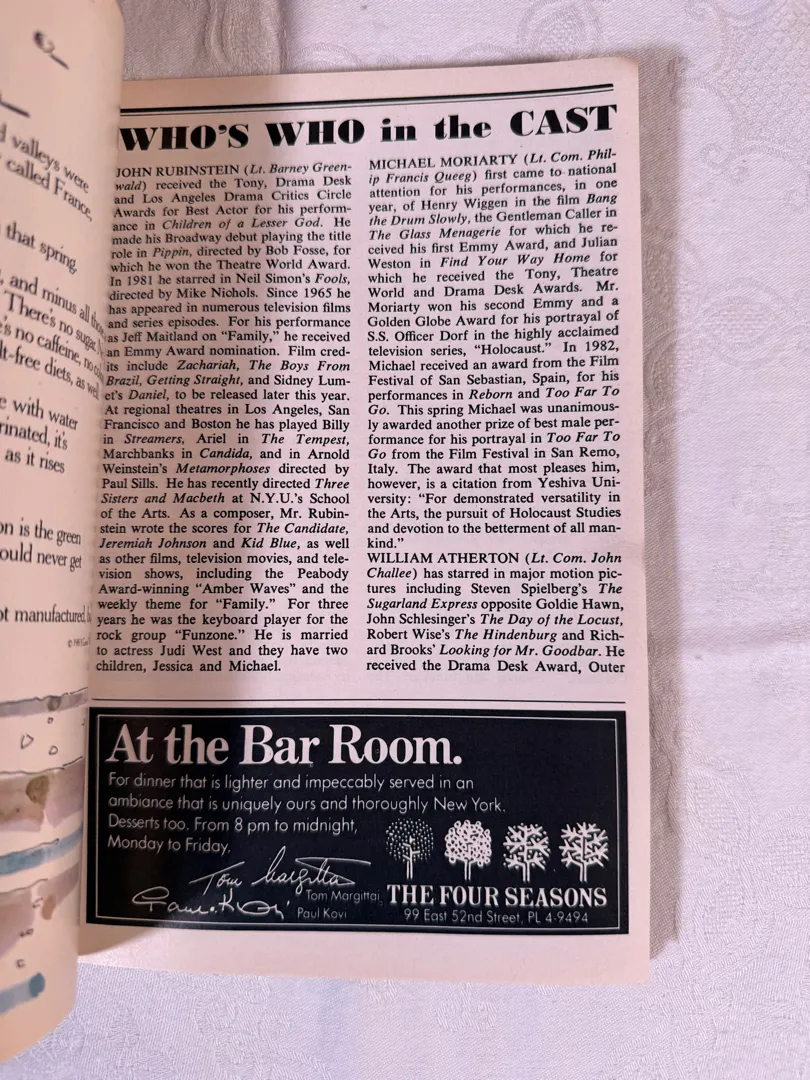 d valleys were
called France,
that spring.
, and minus all
There's no sugar,
's no caffeine, no
lt-free diets, as
e with water
rinated, it's
as it rises
on is the green
ould never get
ot manufactured,
WHO'S WHO in the CAST
JOHN RUBINSTEIN (Lt. Barney Green-
wald) received the Tony, Drama Desk
and Los Angeles Drama Critics Circle
Awards for Best Actor for his perform-
ance in Children of a Lesser God. He
made his Broadway debut playing the title
role in Pippin, directed by Bob Fosse, for
which he won the Theatre World Award.
In 1981 he starred in Neil Simon's Fools,
directed by Mike Nichols. Since 1965 he
has appeared in numerous television films
and series episodes. For his performance
as Jeff Maitland on "Family," he received
an Emmy Award nomination. Film cred-
its include Zachariah, The Boys From
Brazil, Getting Straight, and Sidney Lum-
et's Daniel, to be released later this year.
At regional theatres in Los Angeles, San
Francisco and Boston he has played Billy
in Streamers, Ariel in The Tempest,
Marchbanks in Candida, and in Arnold
Weinstein's Metamorphoses directed by
Paul Sills. He has recently directed Three
Sisters and Macbeth at N.Y.U.'s School
of the Arts. As a composer, Mr. Rubin-
stein wrote the scores for The Candidate,
Jeremiah Johnson and Kid Blue, as well
as other films, television movies, and tele-
vision shows, including the Peabody
Award-winning "Amber Waves" and the
weekly theme for "Family." For three
years he was the keyboard player for the
rock group "Funzone." He is married
to actress Judi West and they have two
children, Jessica and Michael.
MICHAEL MORIARTY (Lt. Com. Phil-
ip Francis Queeg) first came to national
attention for his performances, in one
year, of Henry Wiggen in the film Bang
the Drum Slowly, the Gentleman Caller in
The Glass Menagerie for which he re-
ceived his first Emmy Award, and Julian
Weston in Find Your Way Home for
which he received the Tony, Theatre
World and Drama Desk Awards. Mr.
Moriarty won his second Emmy and a
Golden Globe Award for his portrayal of
S.S. Officer Dorf in the highly acclaimed
television series, "Holocaust." In 1982,
Michael received an award from the Film
Festival of San Sebastian, Spain, for his
performances in Reborn and Too Far To
Go. This spring Michael was unanimous-
ly awarded another prize of best male per-
formance for his portrayal in Too Far To
Go from the Film Festival in San Remo,
Italy. The award that most pleases him,
however, is a citation from Yeshiva Uni-
versity: "For demonstrated versatility in
the Arts, the pursuit of Holocaust Studies
and devotion to the betterment of all man-
kind."
WILLIAM ATHERTON (Lt. Com. John
Challee) has starred in major motion pic-
tures including Steven Spielberg's The
Sugarland Express opposite Goldie Hawn,
John Schlesinger's The Day of the Locust,
Robert Wise's The Hindenburg and Rich-
ard Brooks' Looking for Mr. Goodbar. He
received the Drama Desk Award, Outer
At the Bar Room.
For dinner that is lighter and impeccably served in an
ambiance that is uniquely ours and thoroughly New York.
Desserts too. From 8 pm to midnight,
Monday to Friday.
Tom Margittai
Tom Margittai
Paul Kovi
Paul Kovi
THE FOUR SEASONS
99 East 52nd Street, PL 4-9494